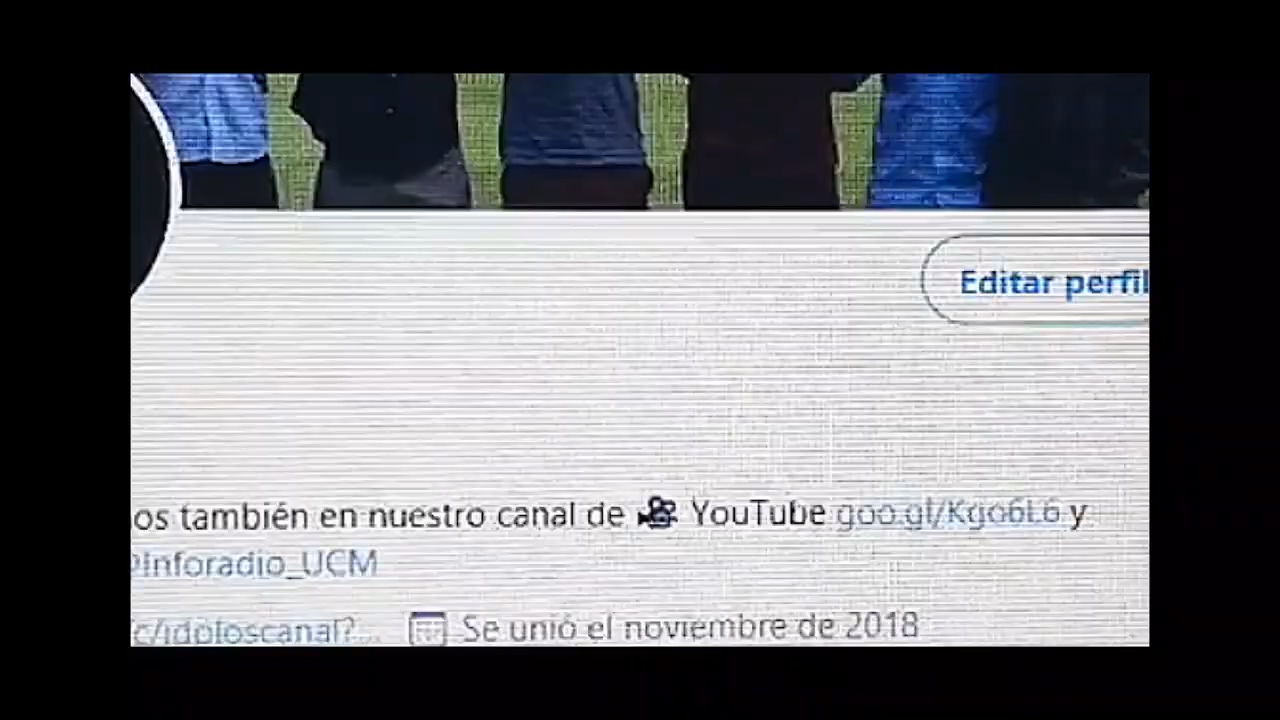 Editar perfil
os también en nuestro canal de YouTube goo.gl/Kgo6L6 y
@Inforadio_UCM
c/idploscanal?...
Se unió el noviembre de 2018